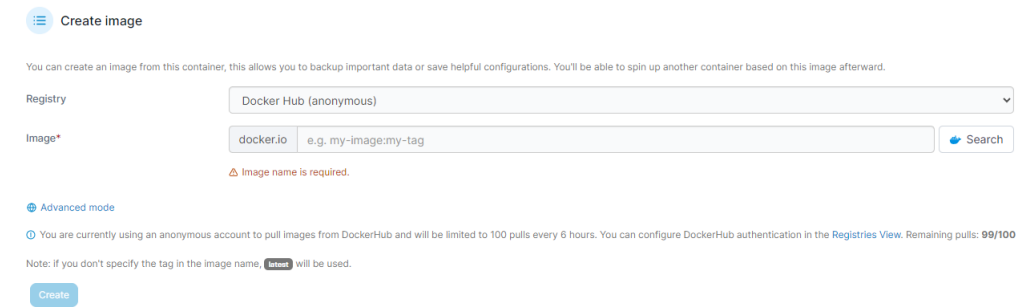 Create image
You can create an image from this container, this allows you to backup important data or save helpful configurations. You'll be able to spin up another container based on this image afterward.
Registry
Docker Hub (anonymous)
Image*
docker.io
e.g. my-image:my-tag
Search
Image name is required.
Advanced mode
You are currently using an anonymous account to pull images from DockerHub and will be limited to 100 pulls every 6 hours. You can configure DockerHub authentication in the Registries View. Remaining pulls: 99/100
Note: if you don't specify the tag in the image name, latest will be used.
Create